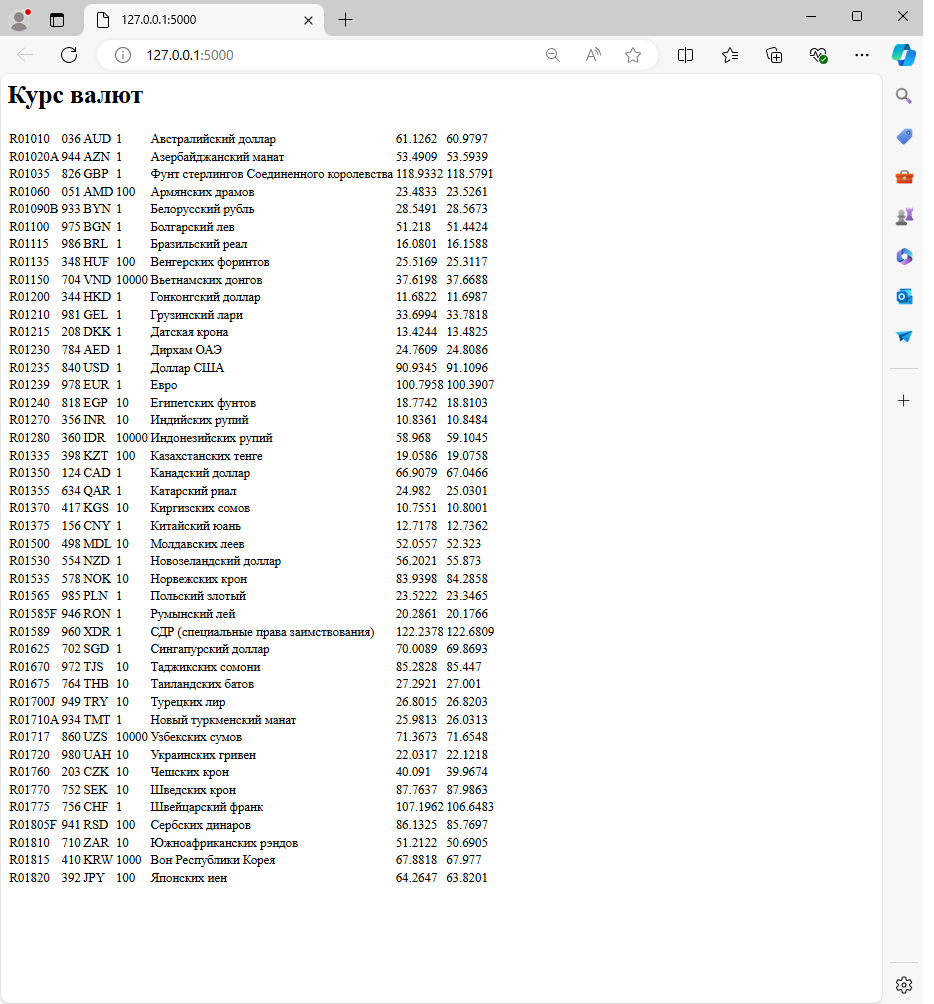 127.0.0.1:5000
127.0.0.1:5000
Курс валют
R01010 036 AUD 1 Австралийский доллар 61.1262 60.9797
R01020A 944 AZN 1 Азербайджанский манат 53.4909 53.5939
R01035 826 GBP 1 Фунт стерлингов Соединенного королевства 118.9332 118.5791
R01060 051 AMD 100 Армянских драмов 23.4833 23.5261
R01090B 933 BYN 1 Белорусский рубль 28.5491 28.5673
R01100 975 BGN 1 Болгарский лев 51.218 51.4424
R01115 986 BRL 1 Бразильский реал 16.0801 16.1588
R01135 348 HUF 100 Венгерских форинтов 25.5169 25.3117
R01150 704 VND 10000 Вьетнамских донгов 37.6198 37.6688
R01200 344 HKD 1 Гонконгский доллар 11.6822 11.6987
R01210 981 GEL 1 Грузинский лари 33.6994 33.7818
R01215 208 DKK 1 Датская крона 13.4244 13.4825
R01230 784 AED 1 Дирхам ОАЭ 24.7609 24.8086
R01235 840 USD 1 Доллар США 90.9345 91.1096
R01239 978 EUR 1 Евро 100.7958 100.3907
R01240 818 EGP 10 Египетских фунтов 18.7742 18.8103
R01270 356 INR 10 Индийских рупий 10.8361 10.8484
R01280 360 IDR 10000 Индонезийских рупий 58.968 59.1045
R01335 398 KZT 100 Казахстанских тенге 19.0586 19.0758
R01350 124 CAD 1 Канадский доллар 66.9079 67.0466
R01355 634 QAR 1 Катарский риал 24.982 25.0301
R01370 417 KGS 10 Киргизских сомов 10.7551 10.8001
R01375 156 CNY 1 Китайский юань 12.7178 12.7362
R01500 498 MDL 10 Молдавских леев 52.0557 52.323
R01530 554 NZD 1 Новозеландский доллар 56.2021 55.873
R01535 578 NOK 10 Норвежских крон 83.9398 84.2858
R01565 985 PLN 1 Польский злотый 23.5222 23.3465
R01585F 946 RON 1 Румынский лей 20.2861 20.1766
R01589 960 XDR 1 СДР (специальные права заимствования) 122.2378 122.6809
R01625 702 SGD 1 Сингапурский доллар 70.0089 69.8693
R01670 972 TJS 10 Таджикских сомони 85.2828 85.447
R01675 764 THB 10 Таиландских батов 27.2921 27.001
R01700J 949 TRY 10 Турецких лир 26.8015 26.8203
R01710A 934 TMT 1 Новый туркменский манат 25.9813 26.0313
R01717 860 UZS 10000 Узбекских сумов 71.3673 71.6548
R01720 980 UAH 10 Украинских гривен 22.0317 22.1218
R01760 203 CZK 10 Чешских крон 40.091 39.9674
R01770 752 SEK 10 Шведских крон 87.7637 87.9863
R01775 756 CHF 1 Швейцарский франк 107.1962 106.6483
R01805F 941 RSD 100 Сербских динаров 86.1325 85.7697
R01810 710 ZAR 10 Южноафриканских рэндов 51.2122 50.6905
R01815 410 KRW 1000 Вон Республики Корея 67.8818 67.977
R01820 392 JPY 100 Японских иен 64.2647 63.8201